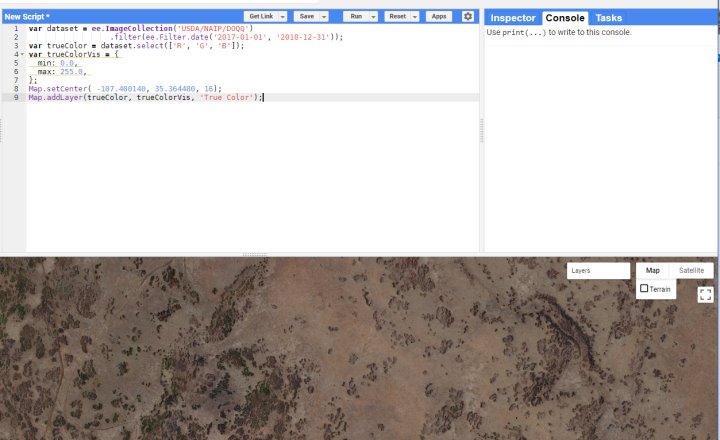 New Script *
Get Link
Save
Run
Reset
Apps
1 var dataset = ee.ImageCollection('USDA/NAIP/DOQQ')
2 .filter(ee.Filter.date('2017-01-01', '2018-12-31'));
3 var trueColor = dataset.select(['R', 'G', 'B']);
4 var trueColorVis = {
5 min: 0.0,
6 max: 255.0,
7 };
8 Map.setCenter( -107.400140, 35.364480, 16);
9 Map.addLayer(trueColor, trueColorVis, 'True Color');
Inspector Console Tasks
Use print(...) to write to this console.
Layers
Map Satellite
Terrain